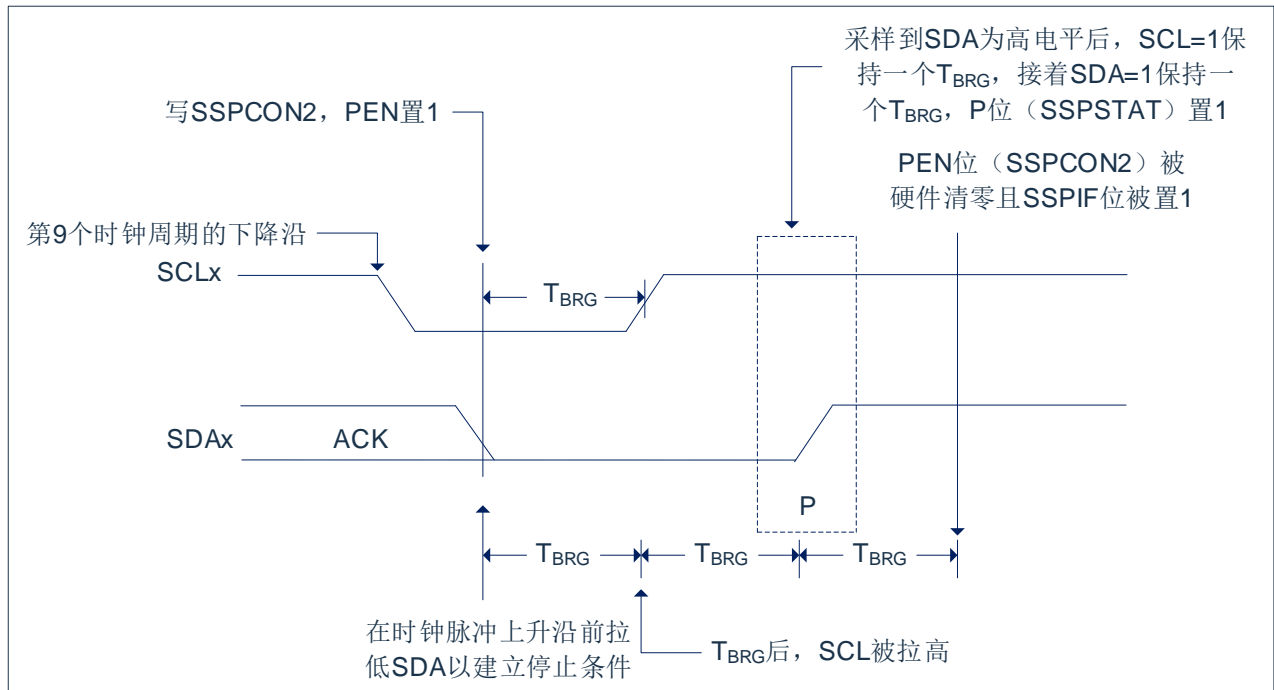 采样到SDA为高电平后，SCL=1保
持一个TBRG，接着SDA=1保持一
个TBRG，P位（SSPSTAT）置1
写SSPCON2，PEN置1
PEN位（SSPCON2）被
硬件清零且SSPIF位被置1
第9个时钟周期的下降沿
SCLx
TBRG
SDAx
ACK
P
TBRG
TBRG
TBRG
在时钟脉冲上升沿前拉
低SDA以建立停止条件
TBRG后，SCL被拉高